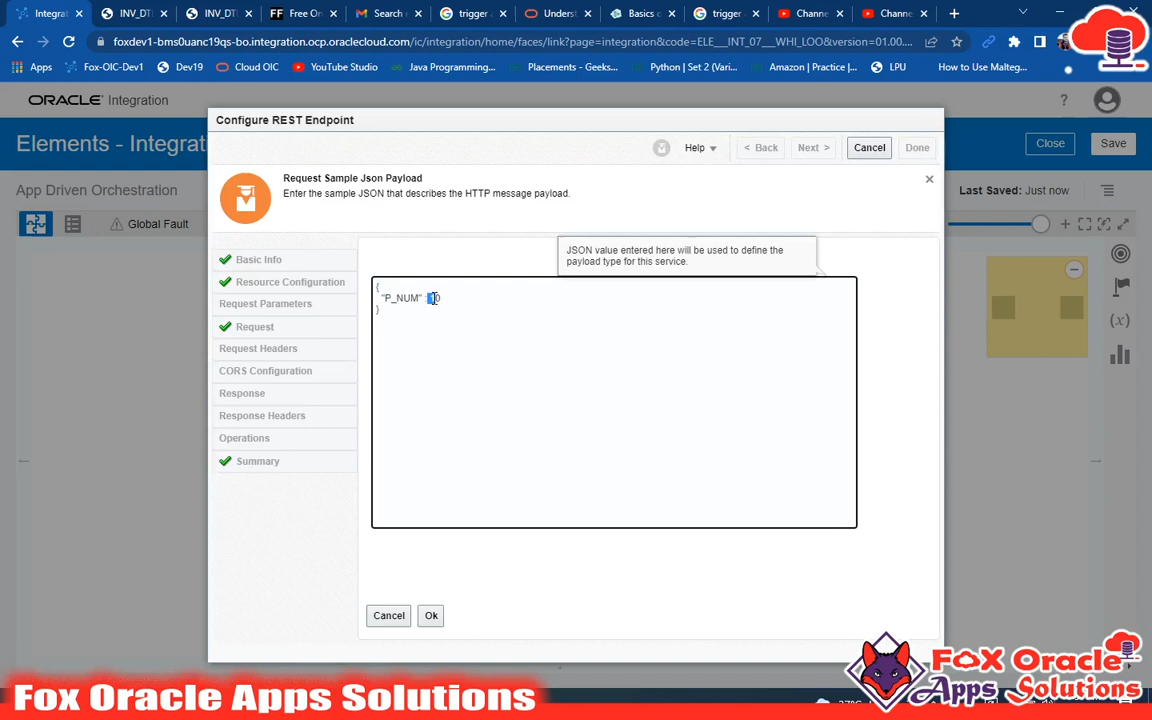 Integrat
INV_DTI
INV_DTI
Free On
Search r
trigger a
Underst
Basics o
trigger
Channe
Channe
foxdev1-bms0uanc19qs-bo.integration.ocp.oraclecloud.com/ic/integration/home/faces/link?page=integration&code=ELE__INT_07__WHI_LOO&version=01.00....
Apps
Fox-OIC-Dev1
Dev19
Cloud OIC
YouTube Studio
Java Programming...
Placements - Geeks...
Python | Set 2 (Vari...
Amazon | Practice |...
LPU
How to Use Malteg...
ORACLE Integration
?
Elements - Integrati
Close
Save
App Driven Orchestration
Last Saved: Just now
Global Fault
(x)
Configure REST Endpoint
Help
< Back
Next >
Cancel
Done
Request Sample Json Payload
Enter the sample JSON that describes the HTTP message payload.
JSON value entered here will be used to define the
payload type for this service.
Basic Info
Resource Configuration
Request Parameters
Request
Request Headers
CORS Configuration
Response
Response Headers
Operations
Summary
{
"P_NUM" : 10
}
Cancel
Ok
Fox Oracle Apps Solutions
FOX Oracle
Apps Solutions